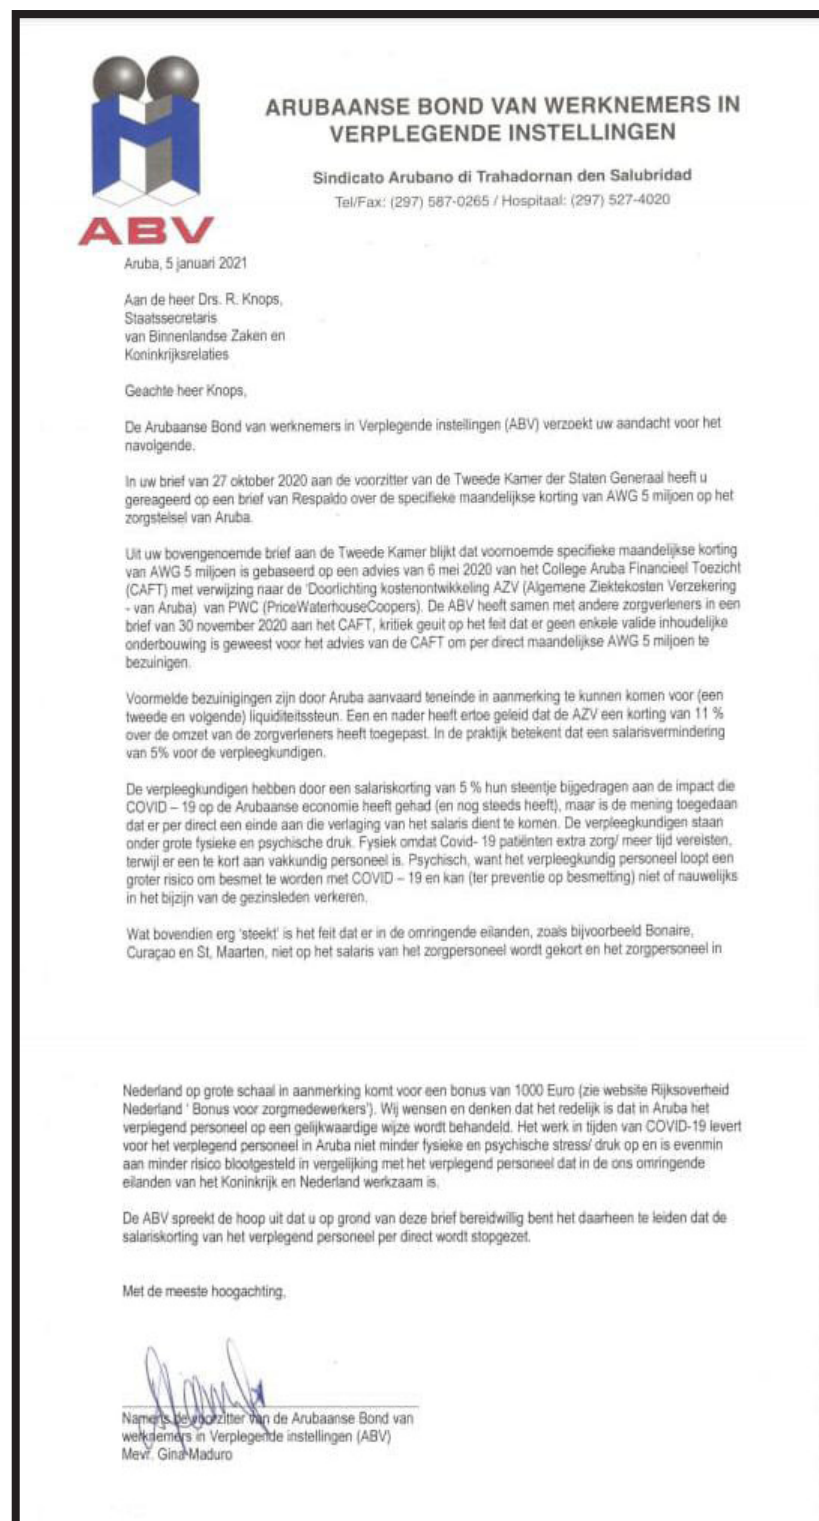 ARUBAANSE BOND VAN WERKNEMERS IN
VERPLEGENDE INSTELLINGEN
Sindicato Arubano di Trahadornan den Salubridad
Tel/Fax: (297) 587-0265 / Hospitaal: (297) 527-4020
ABV
Aruba, 5 januari 2021
Aan de heer Drs. R. Knops,
Staatssecretaris
van Binnenlandse Zaken en
Koninkrijksrelaties
Geachte heer Knops,
De Arubaanse Bond van werknemers in Verplegende instellingen (ABV) verzoekt uw aandacht voor het
navolgende.
In uw brief van 27 oktober 2020 aan de voorzitter van de Tweede Kamer der Staten Generaal heeft u
gereageerd op een brief van Respaldo over de specifieke maandelijkse korting van AWG 5 miljoen op het
zorgstelsel van Aruba.
Uit uw bovengenoemde brief aan de Tweede Kamer blijkt dat voornoemde specifieke maandelijkse korting
van AWG 5 miljoen is gebaseerd op een advies van 6 mei 2020 van het College Aruba Financieel Toezicht
(CAFT) met verwijzing naar de 'Doorlichting kostenontwikkeling AZV (Algemene Ziektekosten Verzekering
- van Aruba) van PWC (PriceWaterhouseCoopers). De ABV heeft samen met andere zorgverleners in een
brief van 30 november 2020 aan het CAFT, kritiek geuit op het feit dat er geen enkele valide inhoudelijke
onderbouwing is geweest voor het advies van de CAFT om per direct maandelijkse AWG 5 miljoen te
bezuinigen.
Voormelde bezuinigingen zijn door Aruba aanvaard teneinde in aanmerking te kunnen komen voor (een
tweede en volgende) liquiditeitssteun. Een en nader heeft ertoe geleid dat de AZV een korting van 11 %
over de omzet van de zorgverleners heeft toegepast. In de praktijk betekent dat een salarisvermindering
van 5% voor de verpleegkundigen.
De verpleegkundigen hebben door een salariskorting van 5 % hun steentje bijgedragen aan de impact die
COVID – 19 op de Arubaanse economie heeft gehad (en nog steeds heeft), maar is de mening toegedaan
dat er per direct een einde aan die verlaging van het salaris dient te komen. De verpleegkundigen staan
onder grote fysieke en psychische druk. Fysiek omdat Covid- 19 patiënten extra zorg/ meer tijd vereisten,
terwijl er een te kort aan vakkundig personeel is. Psychisch, want het verpleegkundig personeel loopt een
groter risico om besmet te worden met COVID – 19 en kan (ter preventie op besmetting) niet of nauwelijks
in het bijzijn van de gezinsleden verkeren.
Wat bovendien erg 'steekt' is het feit dat er in de omringende eilanden, zoals bijvoorbeeld Bonaire,
Curaçao en St, Maarten, niet op het salaris van het zorgpersoneel wordt gekort en het zorgpersoneel in
Nederland op grote schaal in aanmerking komt voor een bonus van 1000 Euro (zie website Rijksoverheid
Nederland ' Bonus voor zorgmedewerkers'). Wij wensen en denken dat het redelijk is dat in Aruba het
verplegend personeel op een gelijkwaardige wijze wordt behandeld. Het werk in tijden van COVID-19 levert
voor het verplegend personeel in Aruba niet minder fysieke en psychische stress/ druk op en is evenmin
aan minder risico blootgesteld in vergelijking met het verplegend personeel dat in de ons omringende
eilanden van het Koninkrijk en Nederland werkzaam is.
De ABV spreekt de hoop uit dat u op grond van deze brief bereidwillig bent het daarheen te leiden dat de
salariskorting van het verplegend personeel per direct wordt stopgezet.
Met de meeste hoogachting,
Namens de voorzitter van de Arubaanse Bond van
werknemers in Verplegende instellingen (ABV)
Mevr. Gina Maduro